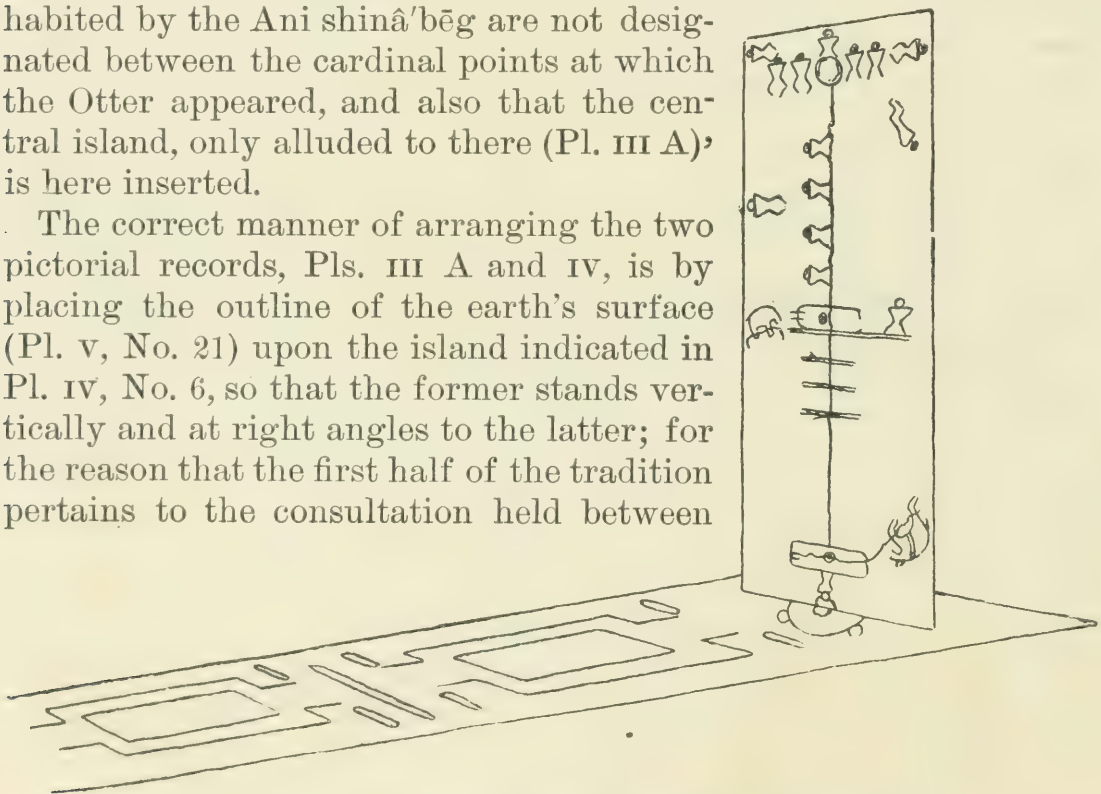 habited by the Ani shinâ′bēg are not desig-
nated between the cardinal points at which
the Otter appeared, and also that the cen-
tral island, only alluded to there (Pl. III A),
is here inserted.
The correct manner of arranging the two
pictorial records, Pls. III A and IV, is by
placing the outline of the earth's surface
(Pl. V, No. 21) upon the island indicated in
Pl. IV, No. 6, so that the former stands ver-
tically and at right angles to the latter; for
the reason that the first half of the tradition
pertains to the consultation held between